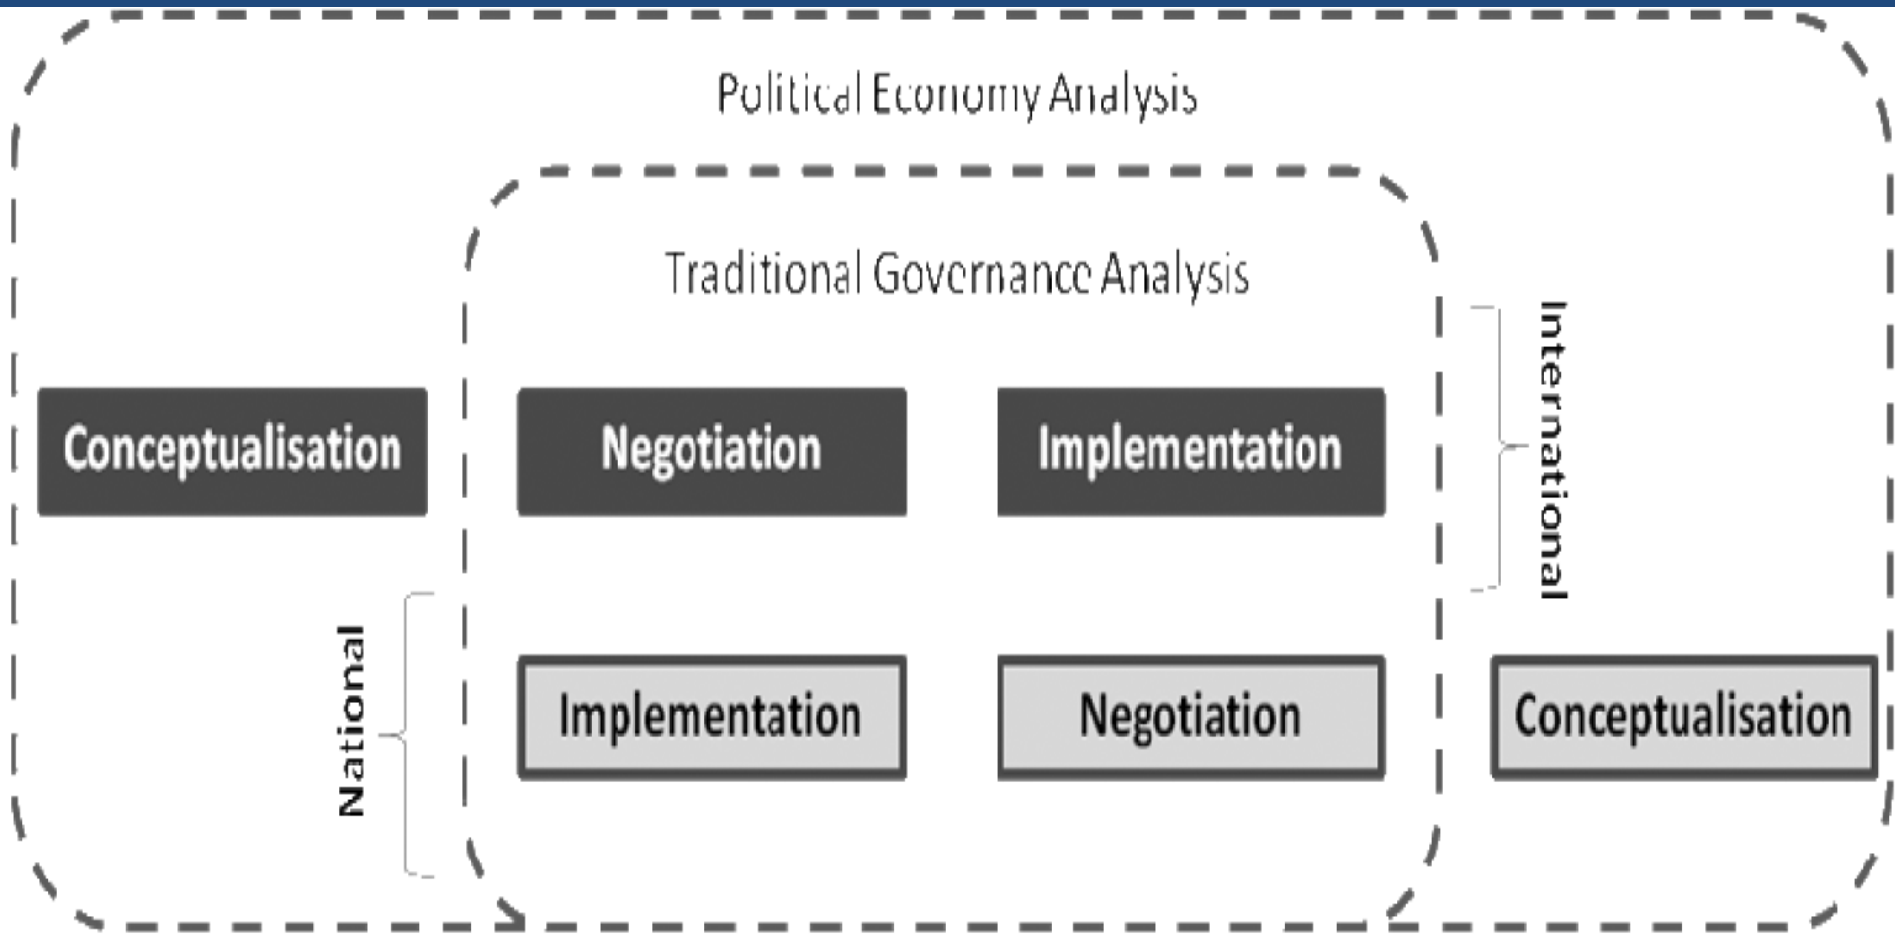 Political Economy Analysis
Traditional Governance Analysis
International
Conceptualisation
Negotiation
Implementation
National
Implementation
Negotiation
Conceptualisation